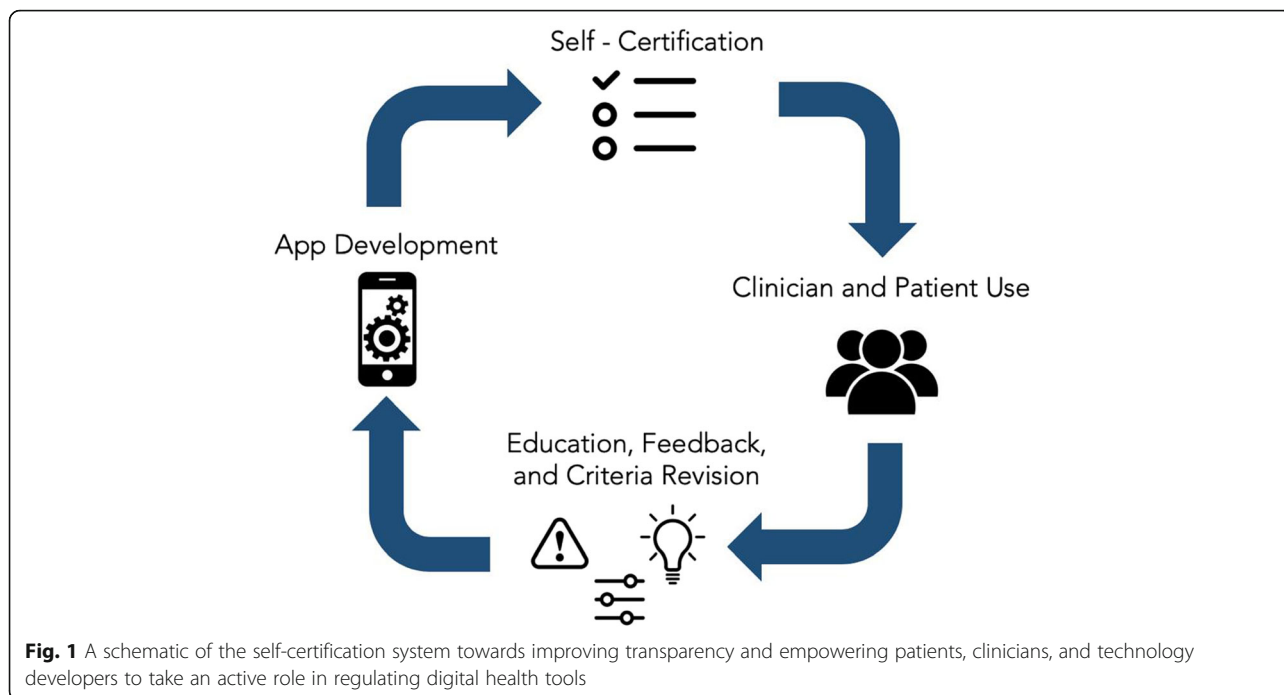 Self - Certification
App Development
Clinician and Patient Use
Education, Feedback,
and Criteria Revision
Fig. 1 A schematic of the self-certification system towards improving transparency and empowering patients, clinicians, and technology
developers to take an active role in regulating digital health tools